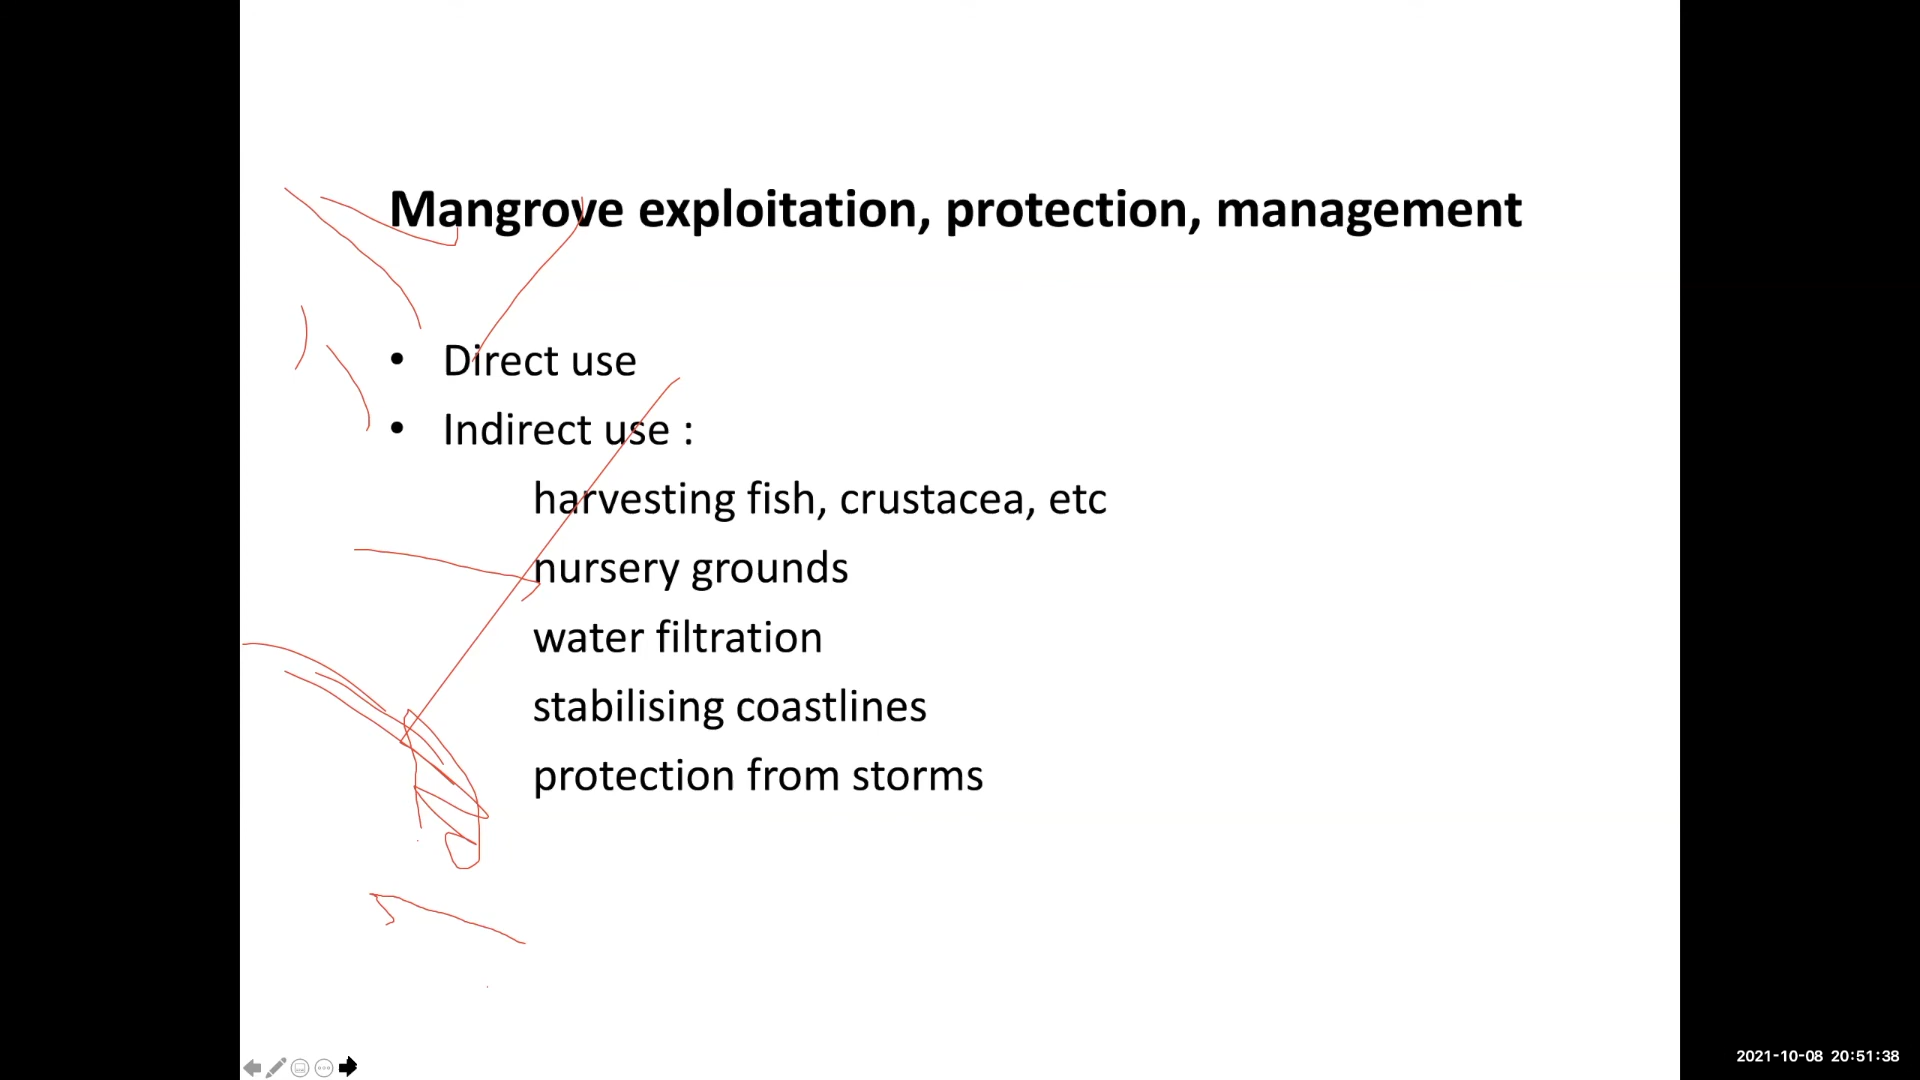 Mangrove exploitation, protection, management
• Direct use
• Indirect use :
harvesting fish, crustacea, etc
nursery grounds
water filtration
stabilising coastlines
protection from storms
2021-10-08 20:51:38